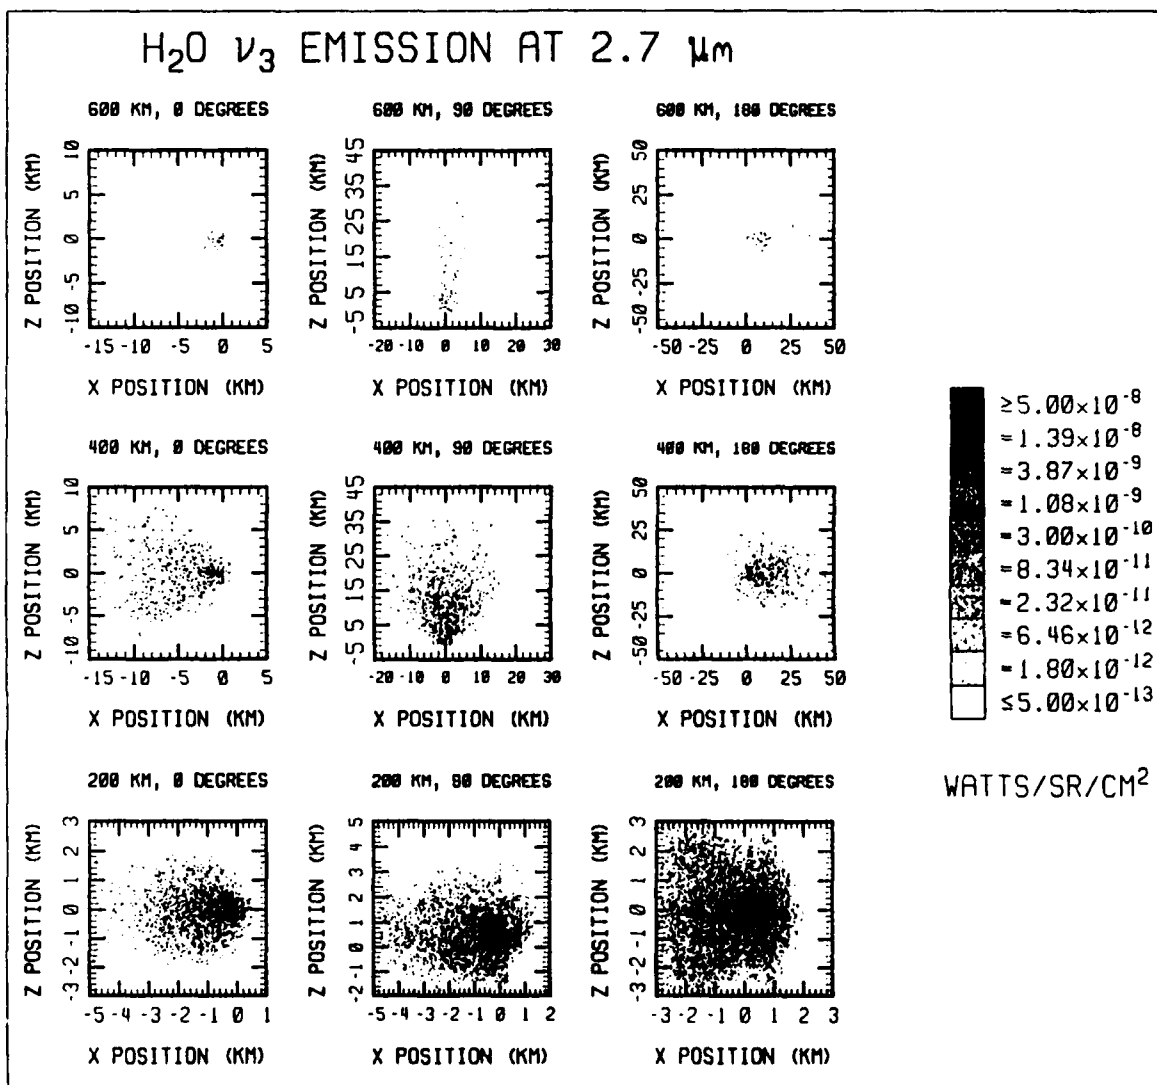 H₂O ν₃ EMISSION AT 2.7 μm
600 KM, 0 DEGREES
600 KM, 90 DEGREES
600 KM, 180 DEGREES
Z POSITION (KM)
10
5
0
-5
-10
-15 -10 -5 0 5
X POSITION (KM)
Z POSITION (KM)
45
35
25
15
5
-5
-20 -10 0 10 20 30
X POSITION (KM)
Z POSITION (KM)
50
25
0
-25
-50
-50 -25 0 25 50
X POSITION (KM)
400 KM, 0 DEGREES
400 KM, 90 DEGREES
400 KM, 180 DEGREES
Z POSITION (KM)
10
5
0
-5
-10
-15 -10 -5 0 5
X POSITION (KM)
Z POSITION (KM)
45
35
25
15
5
-5
-20 -10 0 10 20 30
X POSITION (KM)
Z POSITION (KM)
50
25
0
-25
-50
-50 -25 0 25 50
X POSITION (KM)
200 KM, 0 DEGREES
200 KM, 90 DEGREES
200 KM, 180 DEGREES
Z POSITION (KM)
3
2
1
0
-1
-2
-3
-5 -4 -3 -2 -1 0 1
X POSITION (KM)
Z POSITION (KM)
5
4
3
2
1
0
-1
-2
-5 -4 -3 -2 -1 0 1 2
X POSITION (KM)
Z POSITION (KM)
3
2
1
0
-1
-2
-3
-3 -2 -1 0 1 2 3
X POSITION (KM)
≥5.00×10⁻⁸
=1.39×10⁻⁸
=3.87×10⁻⁹
=1.08×10⁻⁹
=3.00×10⁻¹⁰
=8.34×10⁻¹¹
=2.32×10⁻¹¹
=6.46×10⁻¹²
=1.80×10⁻¹²
≤5.00×10⁻¹³
WATTS/SR/CM²